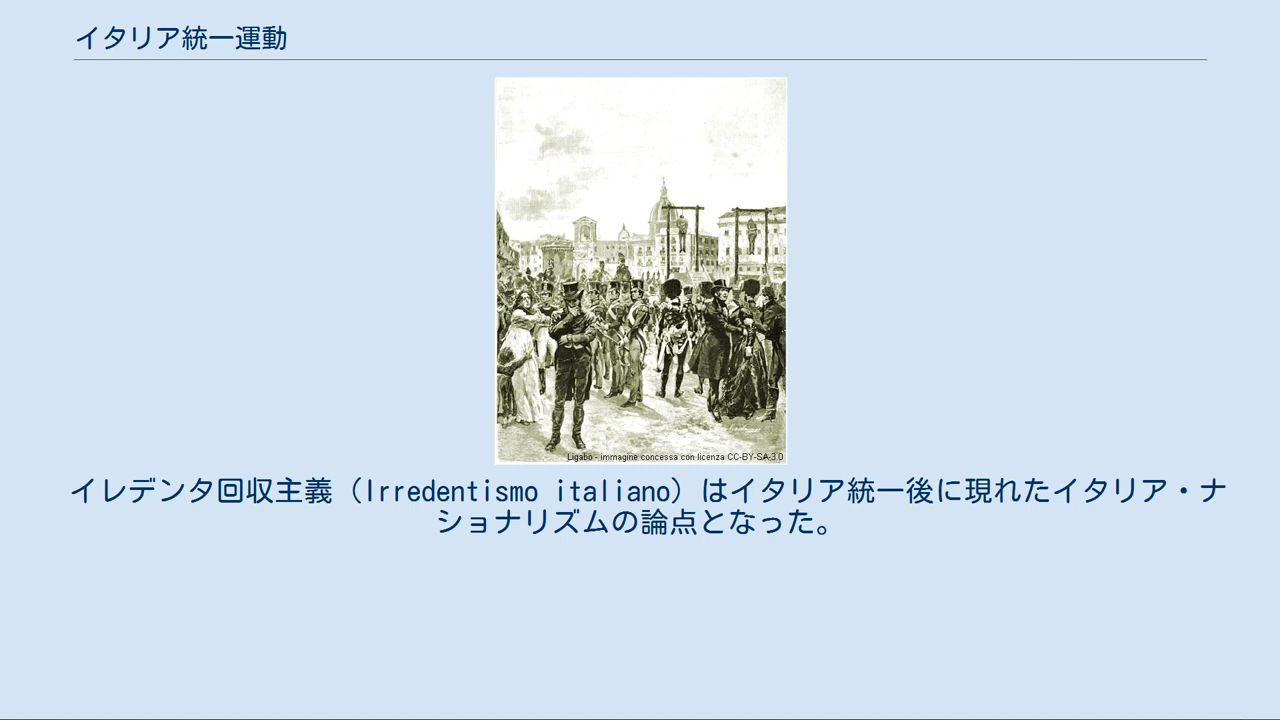 イタリア統一運動
Ligabo - immagine concessa con licenza CC-BY-SA-3.0
イレデンタ回収主義（Irredentismo italiano）はイタリア統一後に現れたイタリア・ナ
ショナリズムの論点となった。